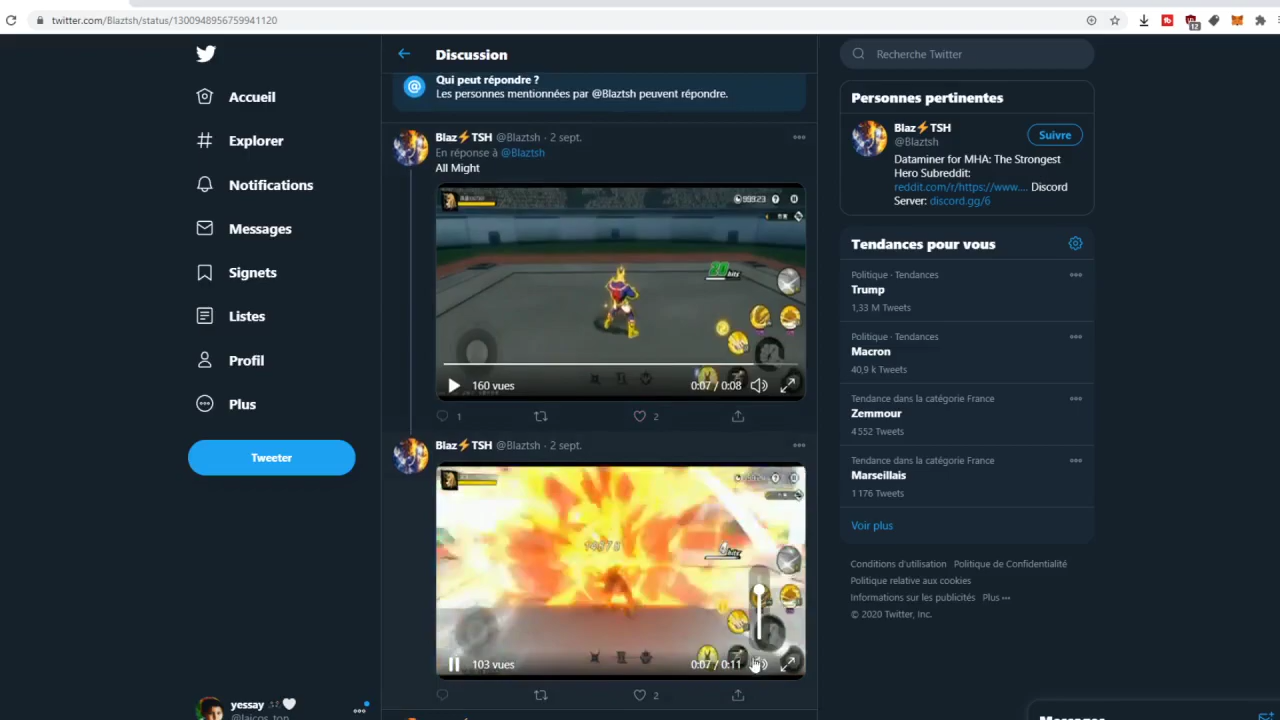 twitter.com/Blaztsh/status/1300948956759941120
12
Accueil
Explorer
Notifications
Messages
Signets
Listes
Profil
Plus
Tweeter
yessay
@laicos_ton
Discussion
Qui peut répondre ?
Les personnes mentionnées par @Blaztsh peuvent répondre.
Blaz⚡TSH @Blaztsh · 2 sept.
En réponse à @Blaztsh
All Might
20 hits
160 vues
0:07 / 0:08
1
2
Blaz⚡TSH @Blaztsh · 2 sept.
103 vues
0:07 / 0:11
2
Recherche Twitter
Personnes pertinentes
Blaz⚡TSH
@Blaztsh
Suivre
Dataminer for MHA: The Strongest
Hero Subreddit:
reddit.com/r/https://www.... Discord
Server: discord.gg/6
Tendances pour vous
Politique · Tendances
Trump
1,33 M Tweets
Politique · Tendances
Macron
40,9 k Tweets
Tendance dans la catégorie France
Zemmour
4 552 Tweets
Tendance dans la catégorie France
Marseillais
1 176 Tweets
Voir plus
Conditions d'utilisation Politique de Confidentialité
Politique relative aux cookies
Informations sur les publicités Plus ···
© 2020 Twitter, Inc.
Messages